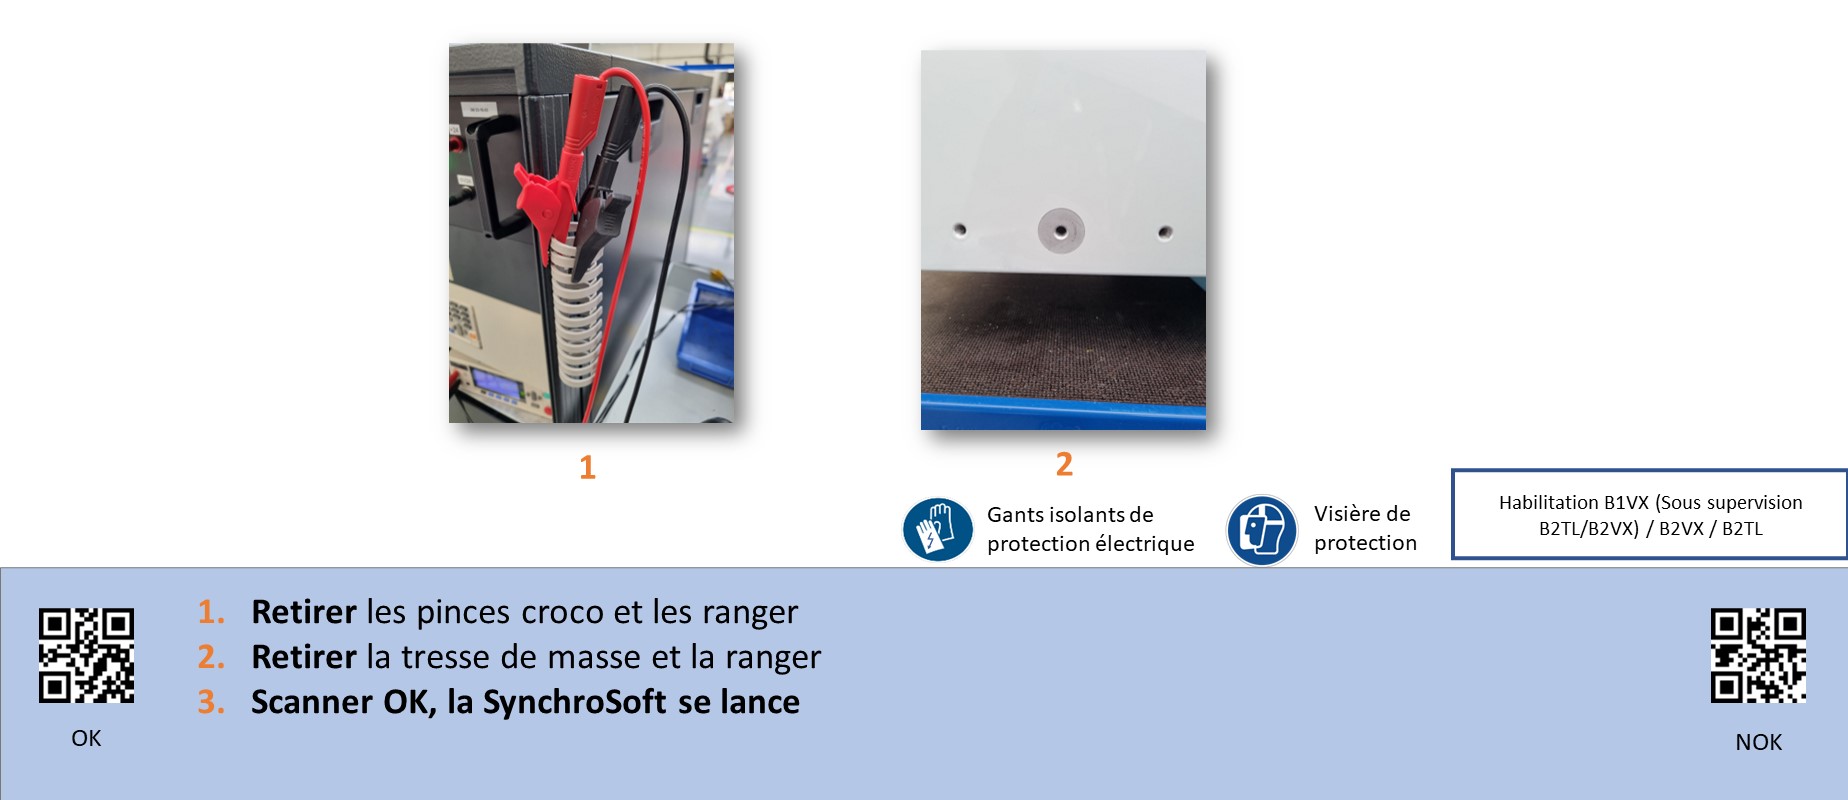 1
2
Gants isolants de
protection électrique
Visière de
protection
Habilitation B1VX (Sous supervision
B2TL/B2VX) / B2VX / B2TL
1. Retirer les pinces croco et les ranger
2. Retirer la tresse de masse et la ranger
3. Scanner OK, la SynchroSoft se lance
OK
NOK